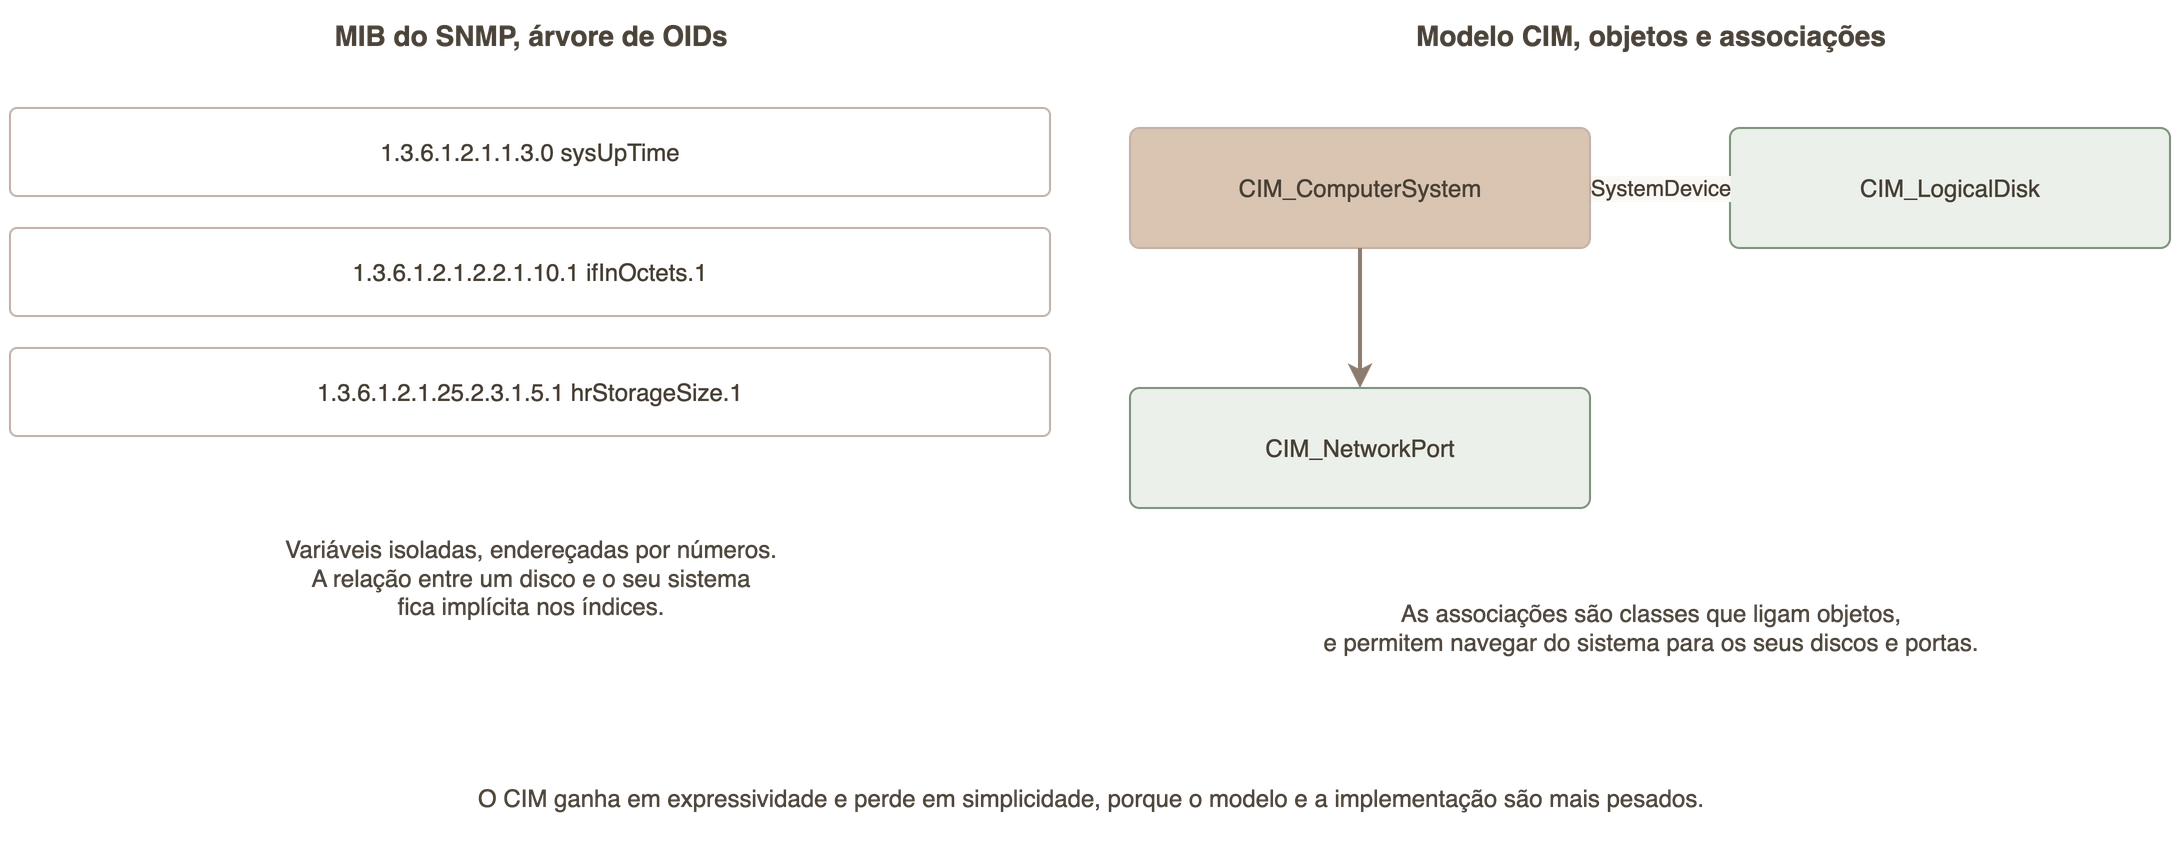 MIB do SNMP, árvore de OIDs
1.3.6.1.2.1.1.3.0 sysUpTime
1.3.6.1.2.1.2.2.1.10.1 ifInOctets.1
1.3.6.1.2.1.25.2.3.1.5.1 hrStorageSize.1
Variáveis isoladas, endereçadas por números.
A relação entre um disco e o seu sistema
fica implícita nos índices.
Modelo CIM, objetos e associações
CIM_ComputerSystem
SystemDevice
CIM_LogicalDisk
CIM_NetworkPort
As associações são classes que ligam objetos,
e permitem navegar do sistema para os seus discos e portas.
O CIM ganha em expressividade e perde em simplicidade, porque o modelo e a implementação são mais pesados.